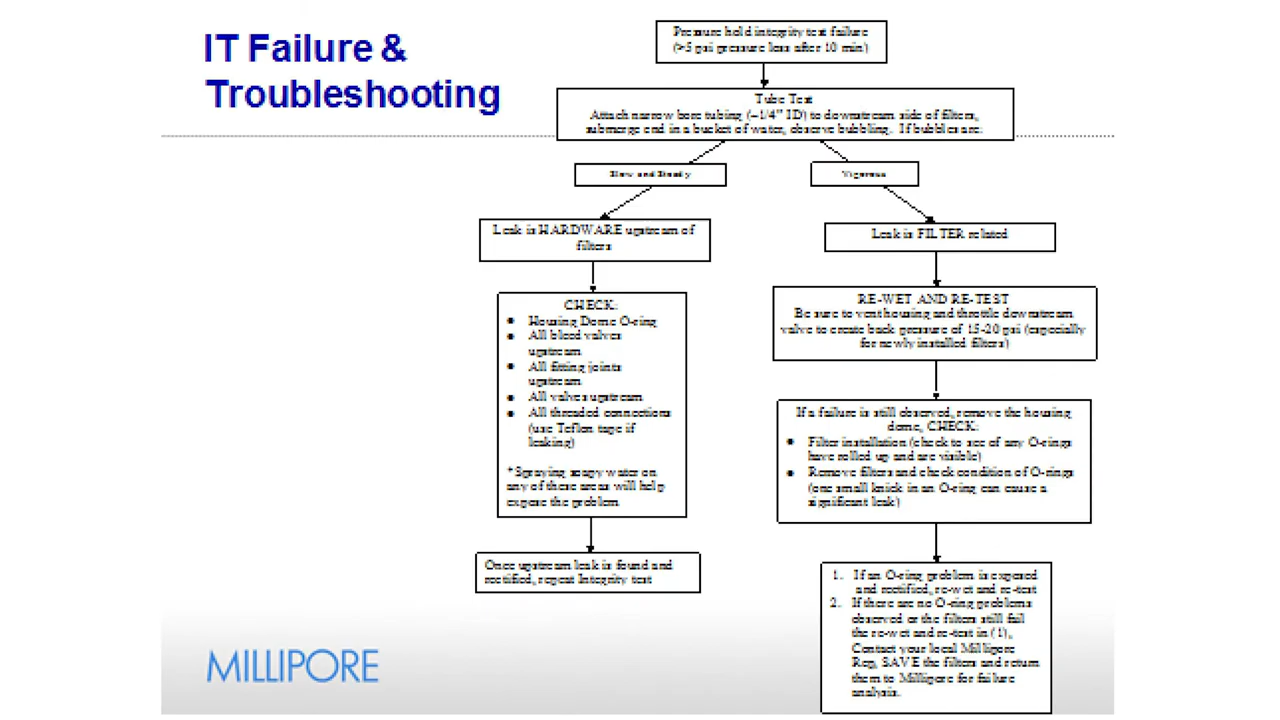 IT Failure &
Troubleshooting
Pressure hold integrity test failure
(>5 psi pressure loss after 10 min)
Tube Test
Attach narrow bore tubing (~1/4" ID) to downstream side of filters,
submerge end in a bucket of water, observe bubbling. If bubbles are:
Slow and Steady
Vigorous
Leak is HARDWARE upstream of
filters
Leak is FILTER related
CHECK:
● Housing Dome O-ring
● All bleed valves
upstream
● All fitting joints
upstream
● All valves upstream
● All threaded connections
(use Teflon tape if
leaking)
*Spraying soapy water on
any of these areas will help
expose the problem
Once upstream leak is found and
rectified, repeat Integrity test
RE-WET AND RE-TEST
Be sure to vent housing and throttle downstream
valve to create back pressure of 15-20 psi (especially
for newly installed filters)
If a failure is still observed, remove the housing
dome, CHECK:
● Filter installation (check to see of any O-rings
have rolled up and are visible)
● Remove filters and check condition of O-rings
(one small knick in an O-ring can cause a
significant leak)
1. If an O-ring problem is exposed
and rectified, re-wet and re-test
2. If there are no O-ring problems
observed or the filters still fail
the re-wet and re-test in (1),
Contact your local Millipore
Rep, SAVE the filters and return
them to Millipore for failure
analysis.
MILLIPORE